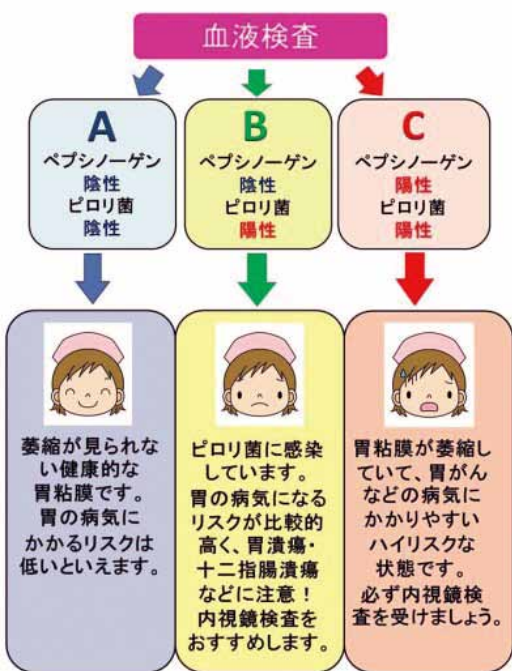 血液検査
A
ペプシノーゲン
陰性
ピロリ菌
陰性
B
ペプシノーゲン
陰性
ピロリ菌
陽性
C
ペプシノーゲン
陽性
ピロリ菌
陽性
萎縮が見られな
い健康的な
胃粘膜です。
胃の病気に
かかるリスクは
低いといえます。
ピロリ菌に感染
しています。
胃の病気になる
リスクが比較的
高く、胃潰瘍・
十二指腸潰瘍
などに注意！
内視鏡検査を
おすすめします。
胃粘膜が萎縮し
ていて、胃がん
などの病気に
かかりやすい
ハイリスクな
状態です。
必ず内視鏡検
査を受けましょう。